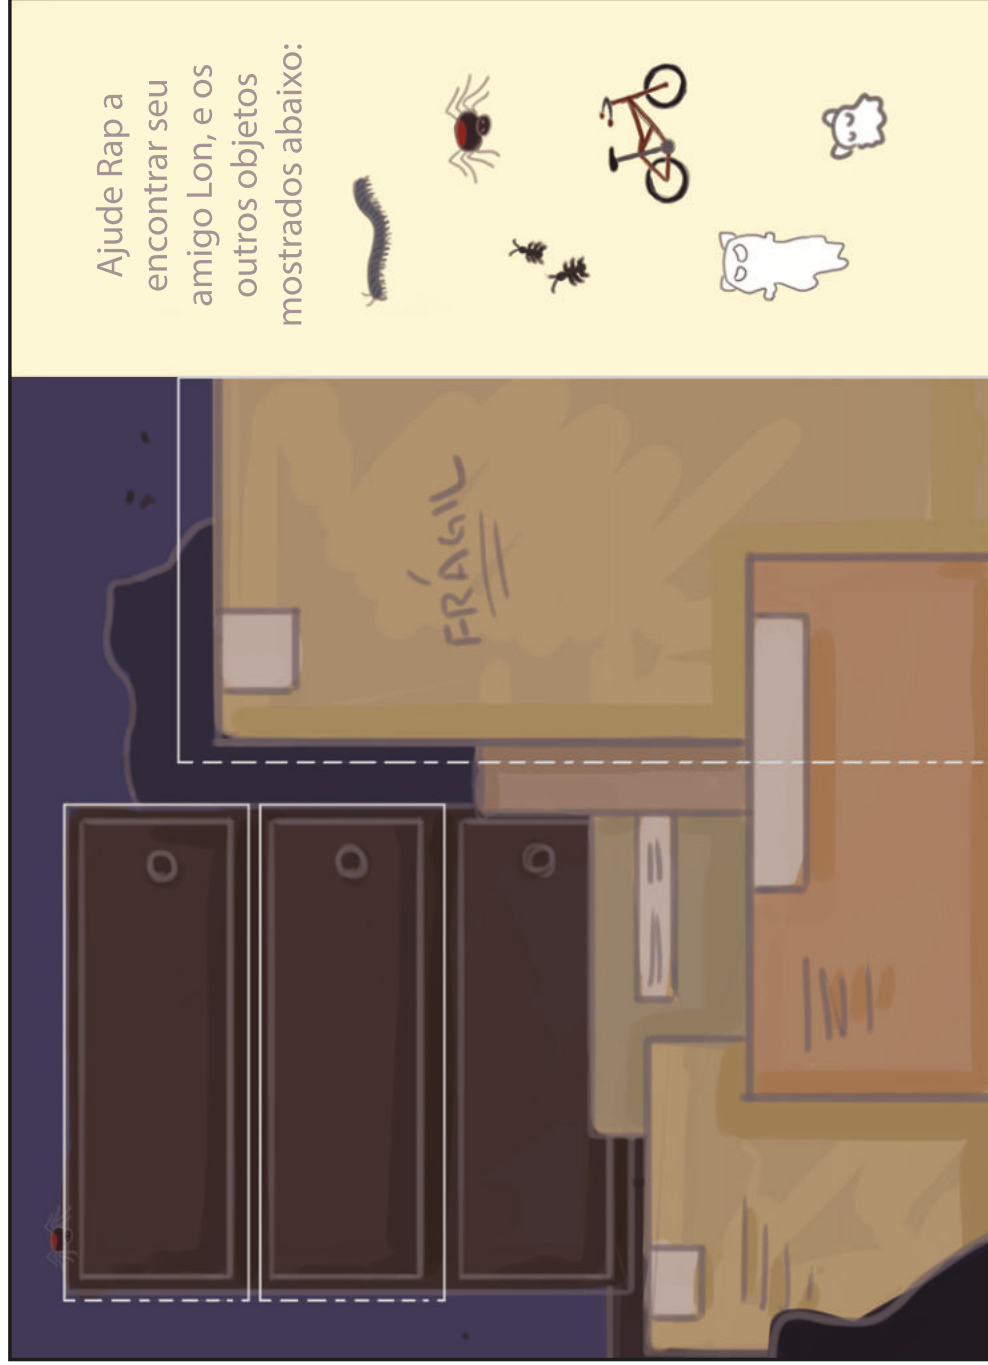 Ajude Rap a
encontrar seu
amigo Lon, e os
outros objetos
mostrados abaixo:
FRÁGIL